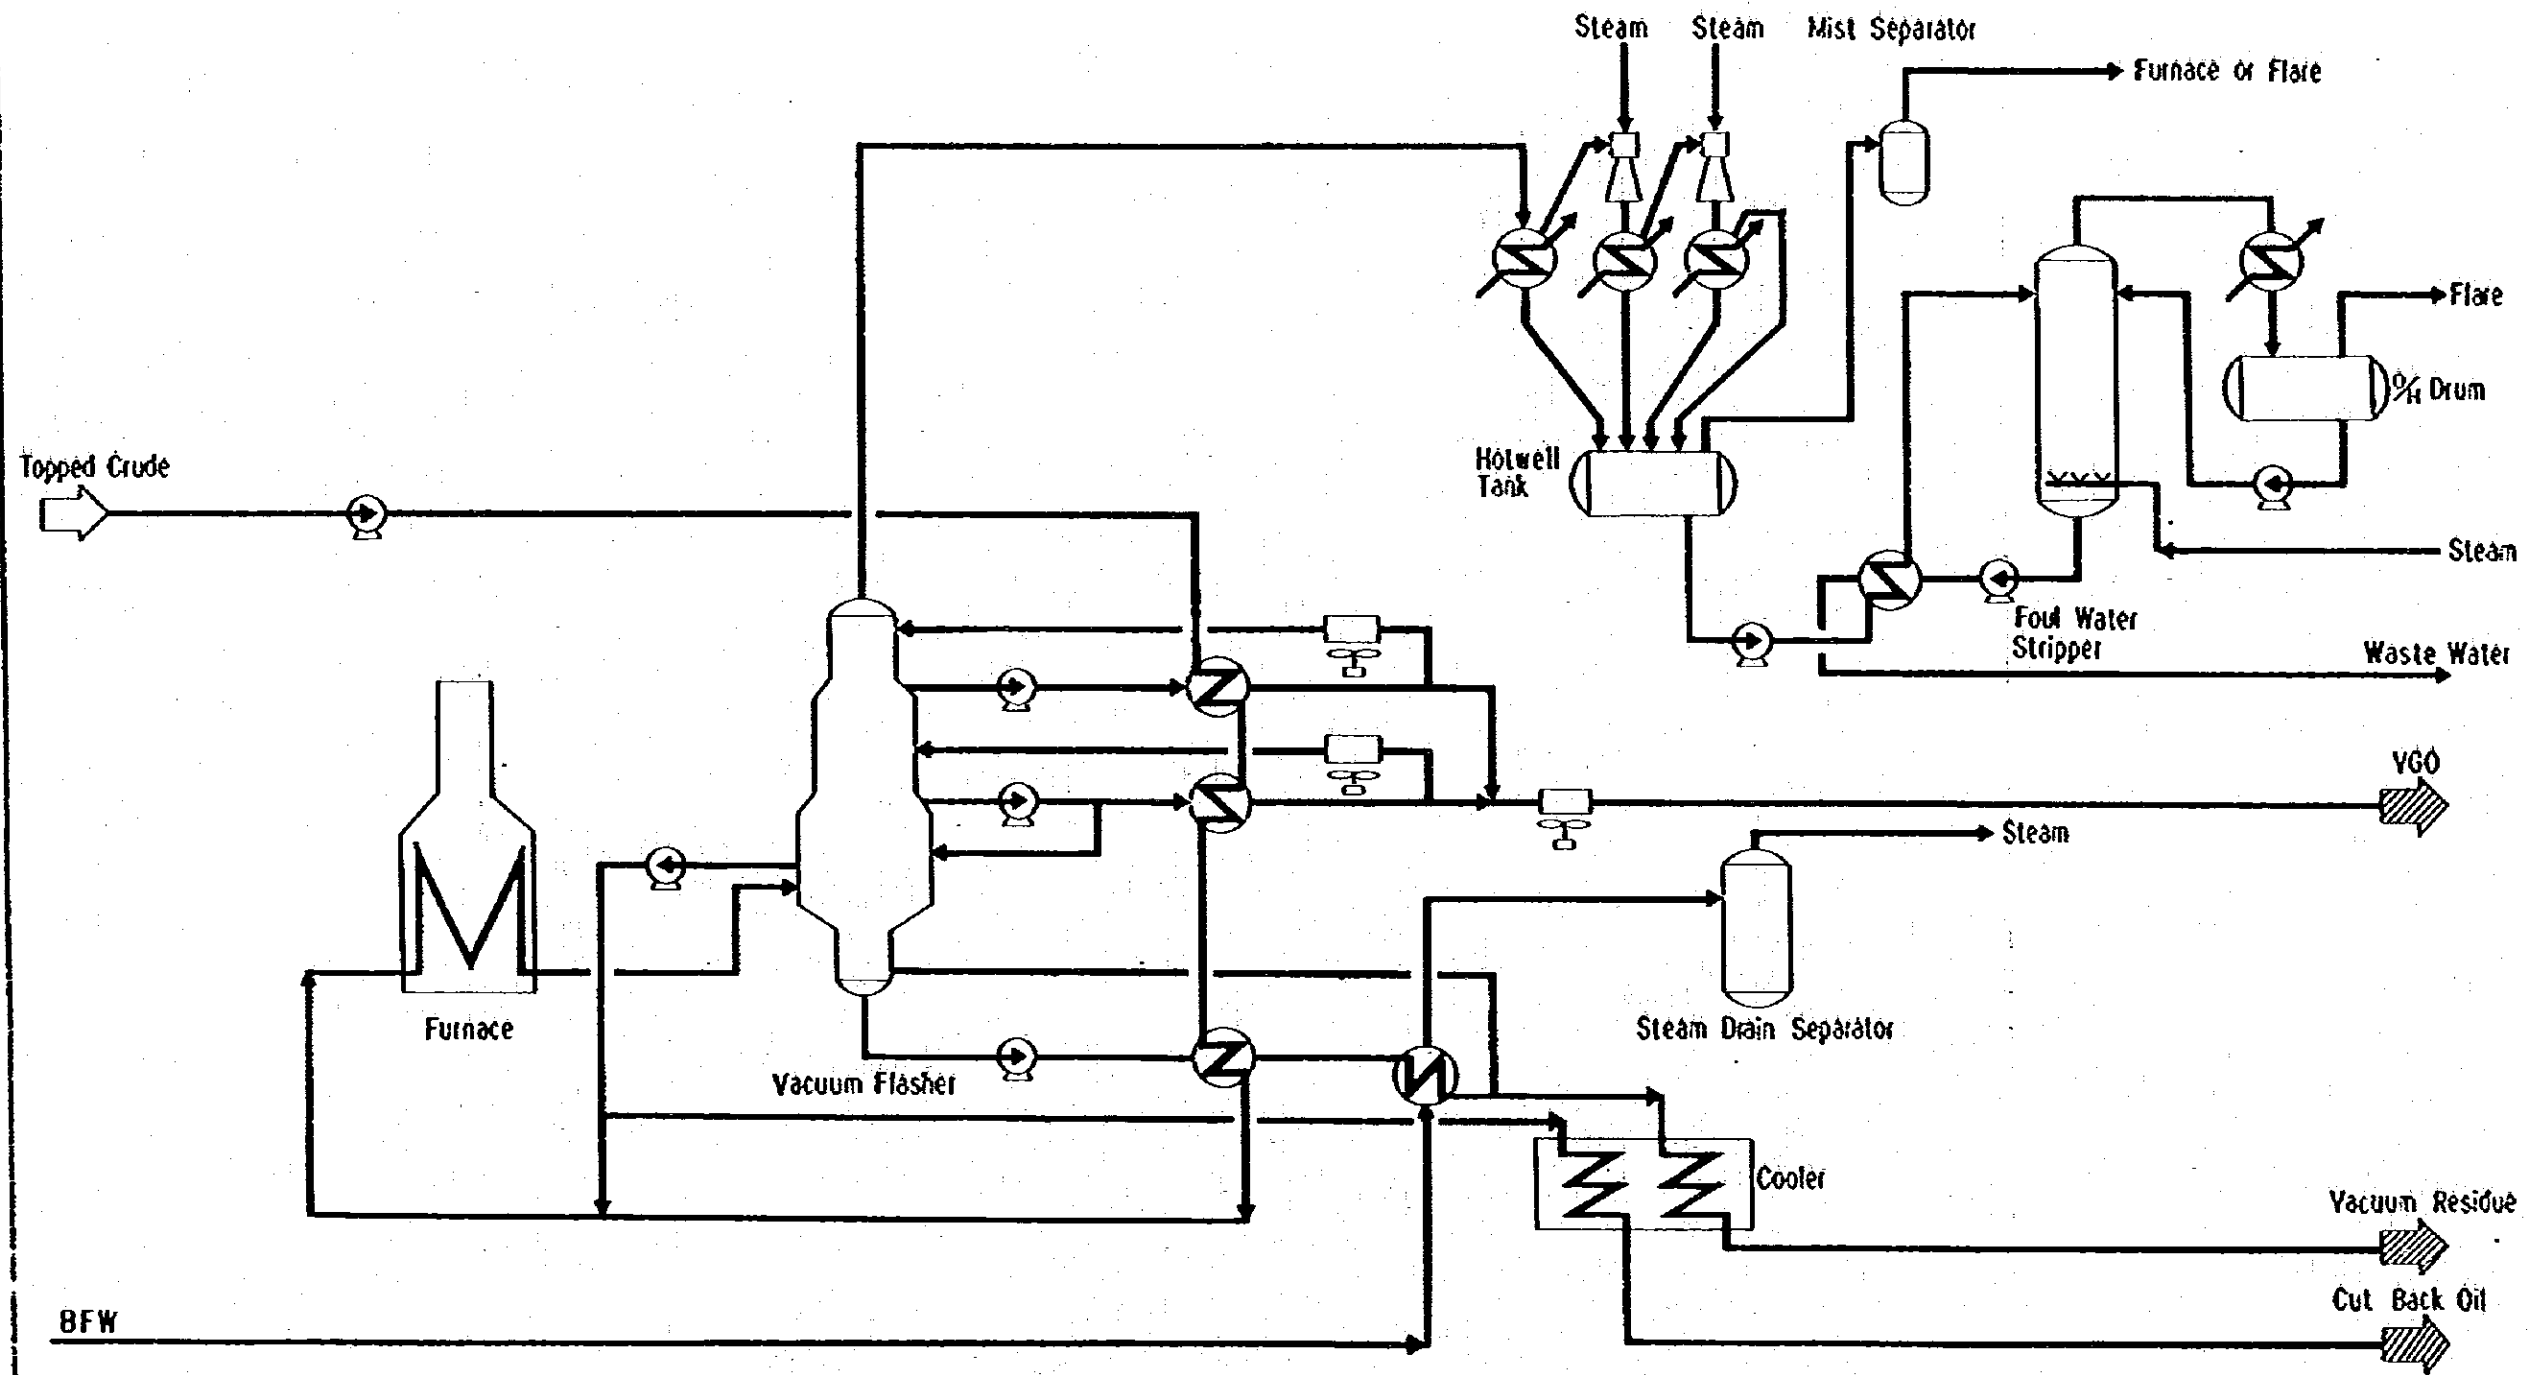 Steam
Steam
Mist Separator
Furnace or Flare
Flare
O/H Drum
Topped Crude
Hotwell
Tank
Steam
Foul Water
Stripper
Waste Water
VGO
Steam
Furnace
Steam Drain Separator
Vacuum Flasher
Cooler
Vacuum Residue
Cut Back Oil
BFW